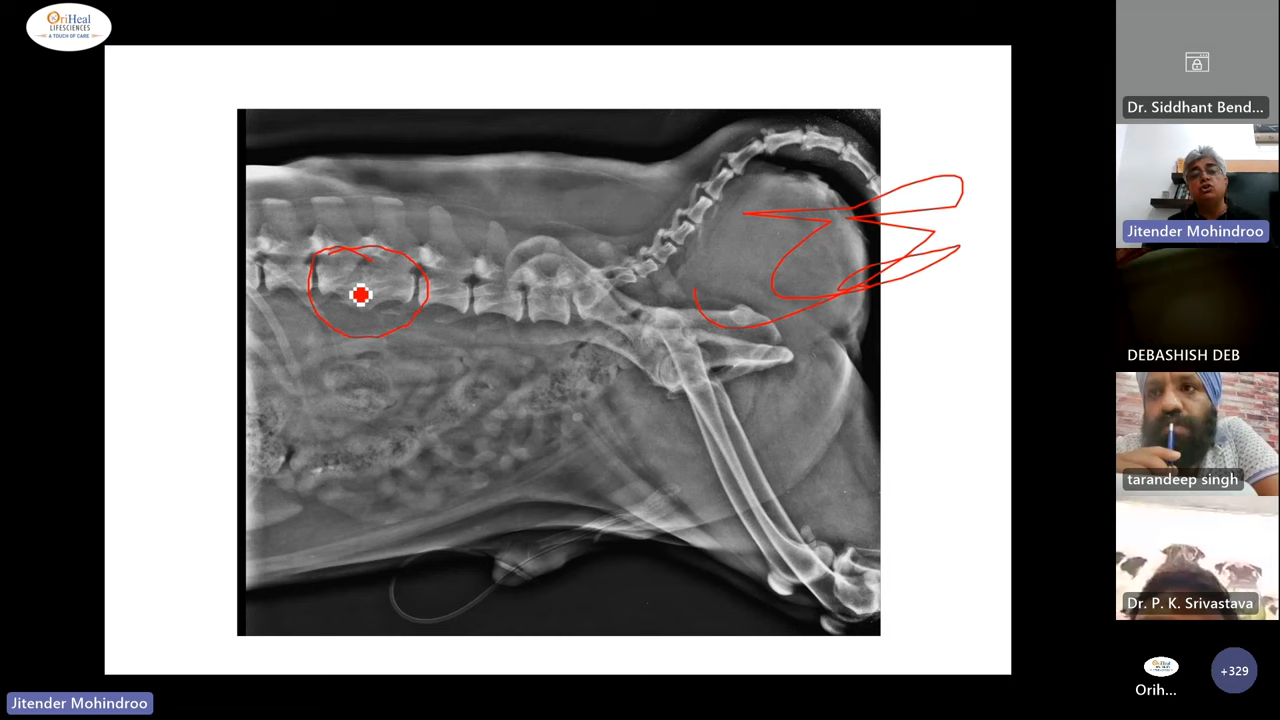 OriHeal
LIFESCIENCES
A TOUCH OF CARE
Dr. Siddhant Bend...
Jitender Mohindroo
DEBASHISH DEB
tarandeep singh
Dr. P. K. Srivastava
Orih...
+329
Jitender Mohindroo